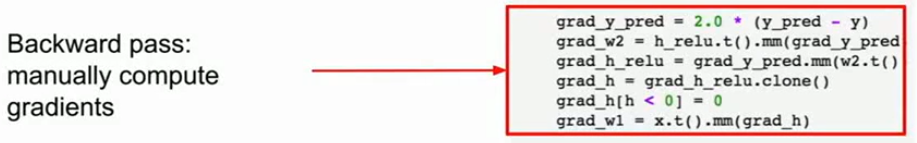 Backward pass:
manually compute
gradients
grad_y_pred = 2.0 * (y_pred - y)
grad_w2 = h_relu.t().mm(grad_y_pred
grad_h_relu = grad_y_pred.mm(w2.t()
grad_h = grad_h_relu.clone()
grad_h[h < 0] = 0
grad_w1 = x.t().mm(grad_h)